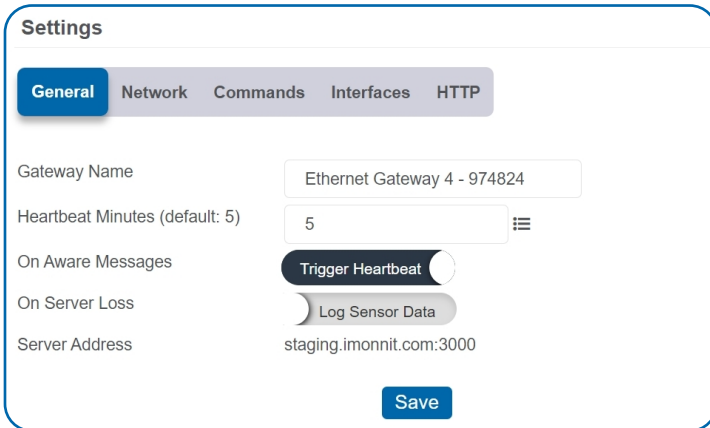 Settings
General Network Commands Interfaces HTTP
Gateway Name Ethernet Gateway 4 - 974824
Heartbeat Minutes (default: 5) 5
On Aware Messages Trigger Heartbeat
On Server Loss Log Sensor Data
Server Address staging.imonnit.com:3000
Save